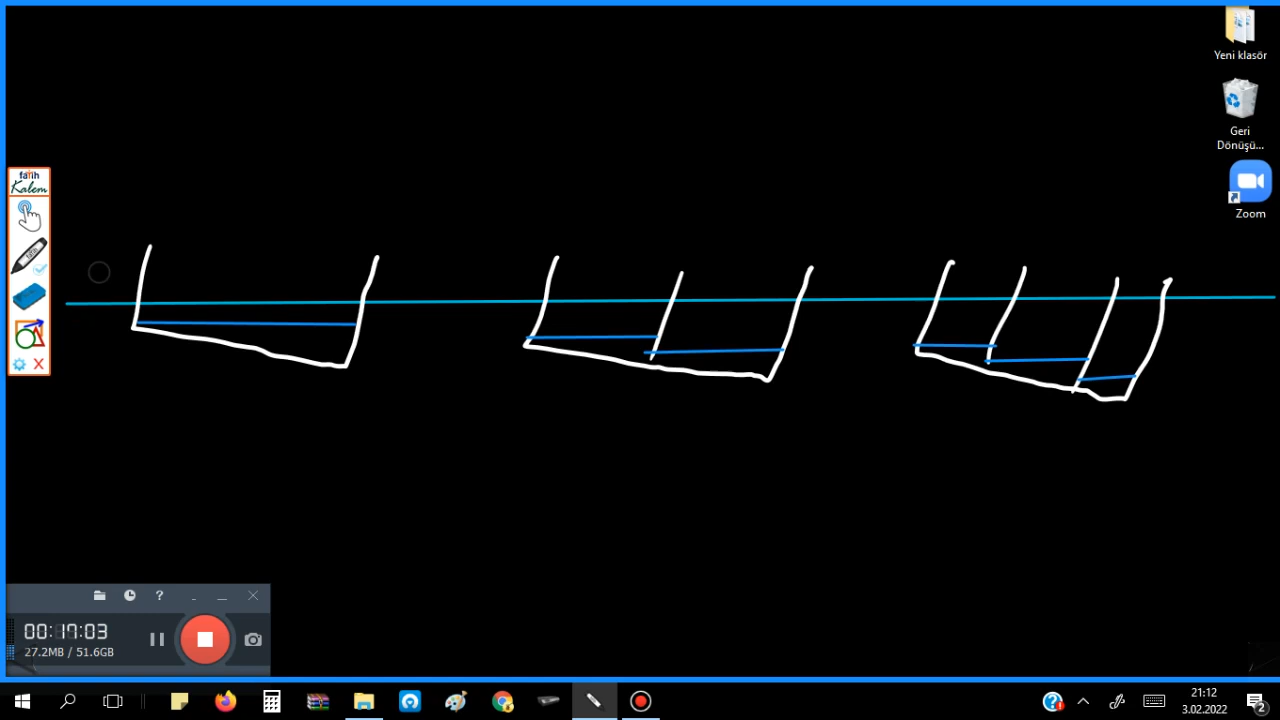 Yeni klasör
Geri
Dönüşü...
Zoom
fatih
Kalem
00:17:03
27.2MB / 51.6GB
21:12
3.02.2022
2